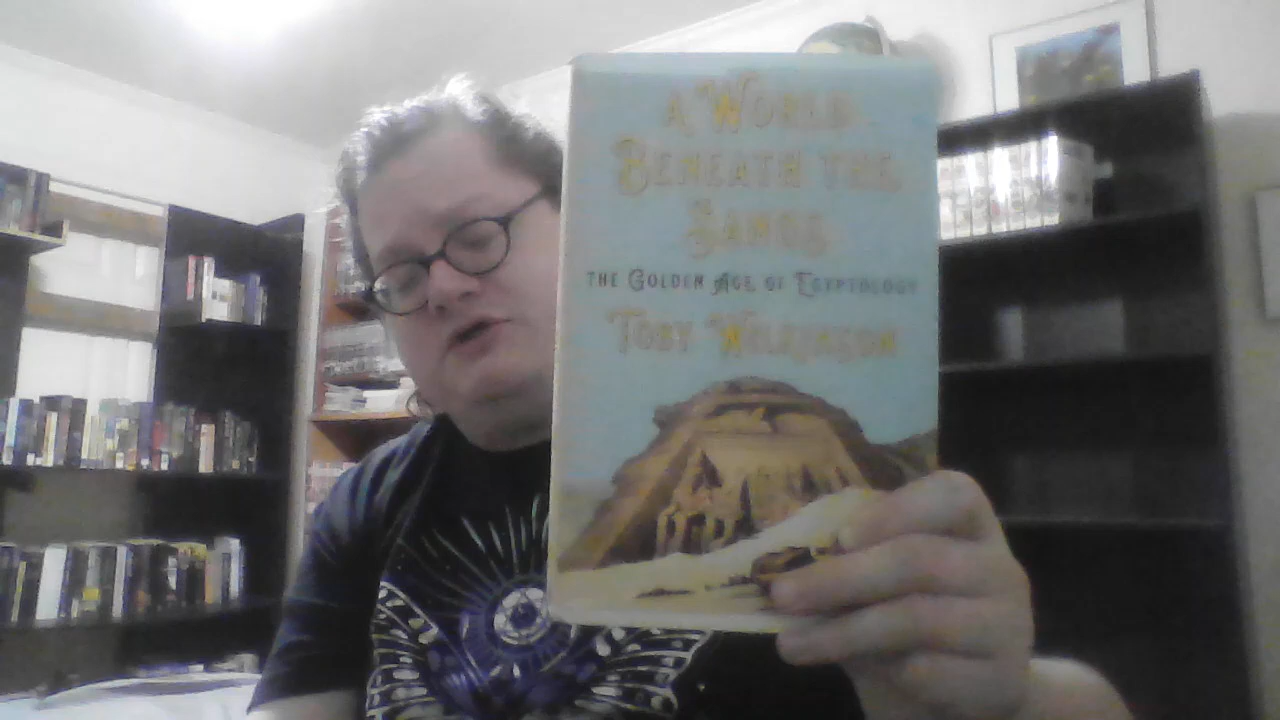 A World
Beneath the
Sands
The Golden Age of Egyptology
Toby Wilkinson